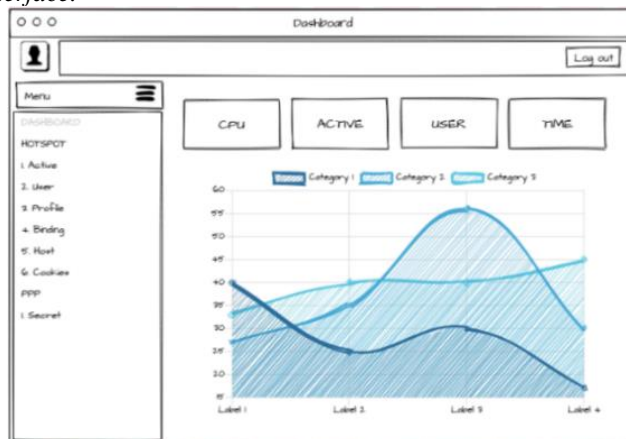 Dashboard
Log out
Menu
DASHBOARD
HOTSPOT
1. Active
2. User
3. Profile
4. Binding
5. Host
6. Cookies
PPP
1. Secret
CPU
ACTIVE
USER
TIME
Category 1 Category 2 Category 3
60
55
50
45
40
35
30
25
20
15
Label 1 Label 2 Label 3 Label 4